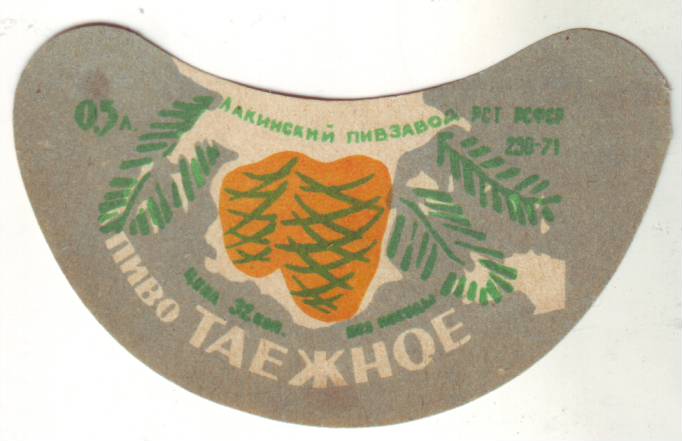 0,5 л.
ЛАКИНСКИЙ ПИВЗАВОД
РСТ РСФСР
230-71
ЦЕНА 32 КОП.
БЕЗ ПОСУДЫ
ПИВО ТАЕЖНОЕ